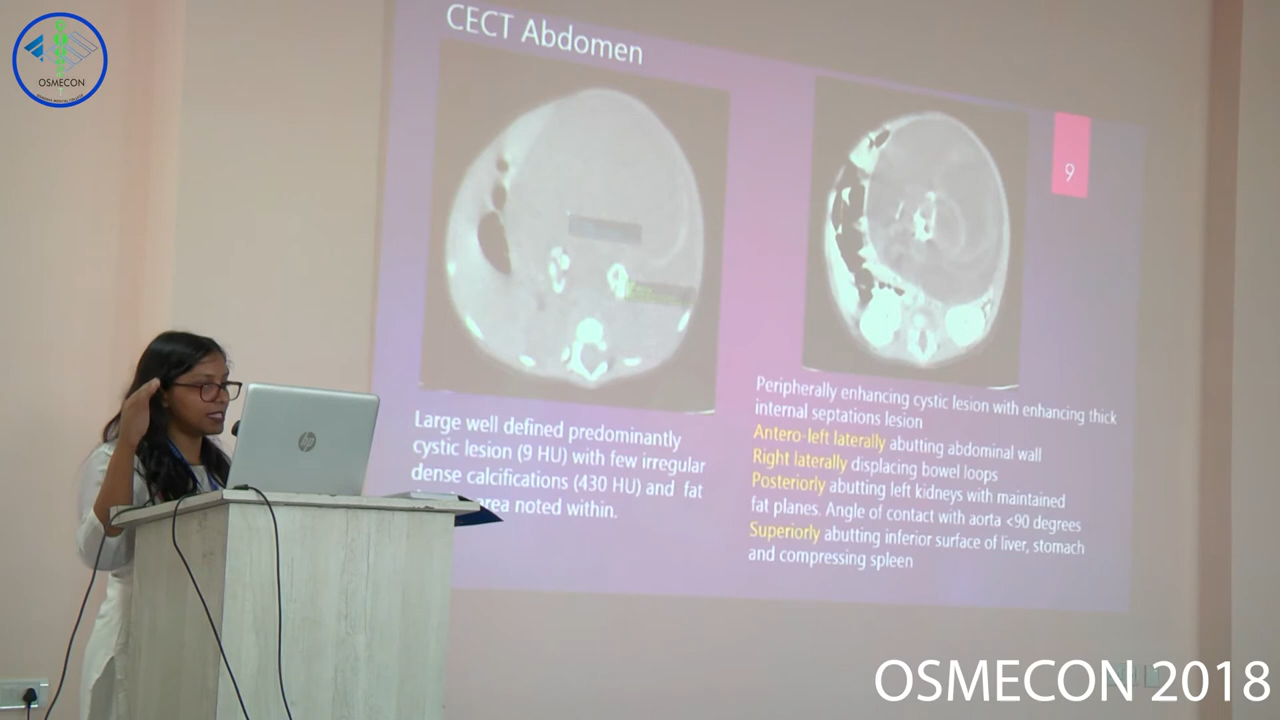 OSMECON
CECT Abdomen
9
Large well defined predominantly
cystic lesion (9 HU) with few irregular
dense calcifications (430 HU) and fat
area noted within.
Peripherally enhancing cystic lesion with enhancing thick
internal septations lesion
Antero-left laterally abutting abdominal wall
Right laterally displacing bowel loops
Posteriorly abutting left kidneys with maintained
fat planes. Angle of contact with aorta <90 degrees
Superiorly abutting inferior surface of liver, stomach
and compressing spleen
hp
OSMECON 2018